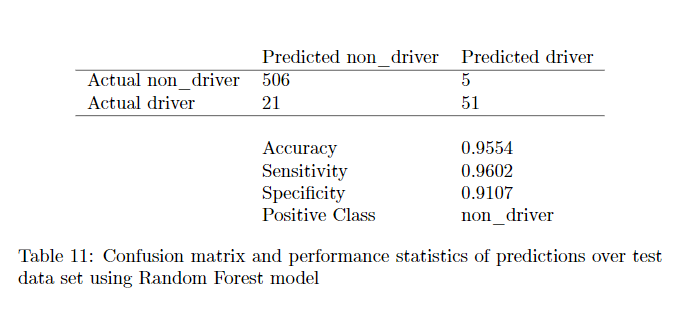 Predicted non_driver Predicted driver
Actual non_driver 506 5
Actual driver 21 51
Accuracy 0.9554
Sensitivity 0.9602
Specificity 0.9107
Positive Class non_driver
Table 11: Confusion matrix and performance statistics of predictions over test
data set using Random Forest model